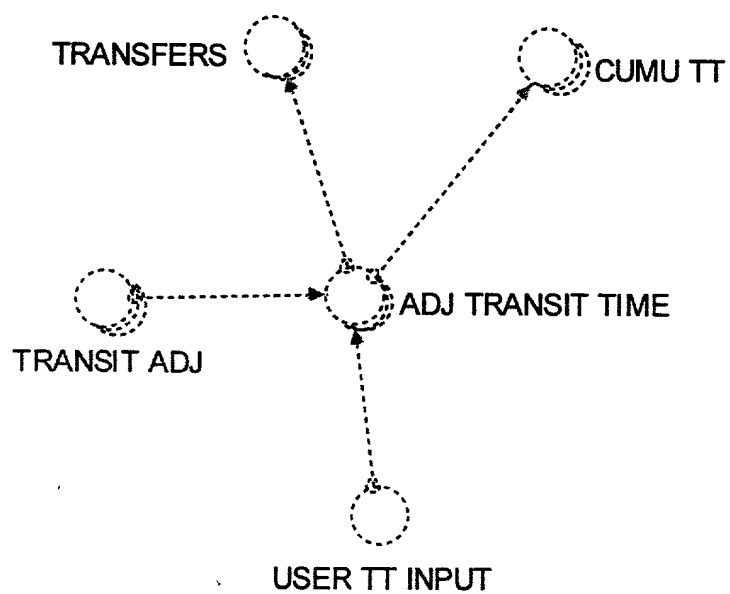 TRANSFERS
CUMU TT
ADJ TRANSIT TIME
TRANSIT ADJ
USER TT INPUT